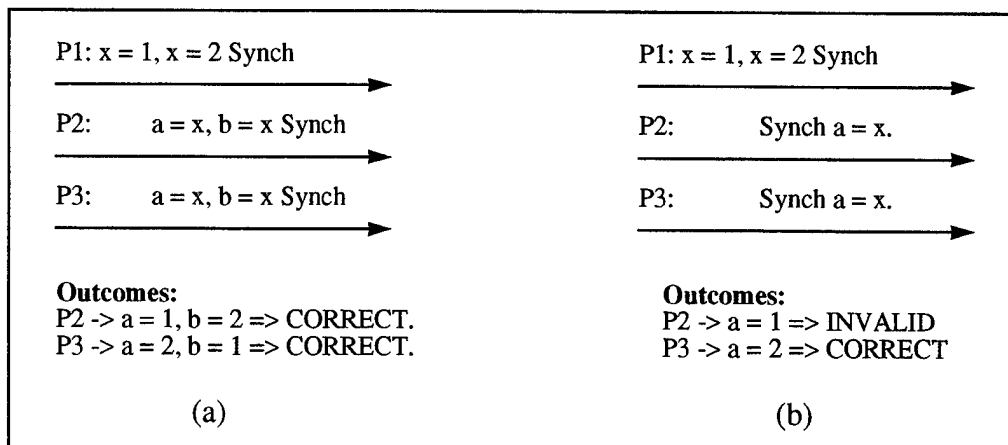 P1: x = 1, x = 2 Synch
P2: a = x, b = x Synch
P3: a = x, b = x Synch
Outcomes:
P2 -> a = 1, b = 2 => CORRECT.
P3 -> a = 2, b = 1 => CORRECT.
(a)
P1: x = 1, x = 2 Synch
P2: Synch a = x.
P3: Synch a = x.
Outcomes:
P2 -> a = 1 => INVALID
P3 -> a = 2 => CORRECT
(b)